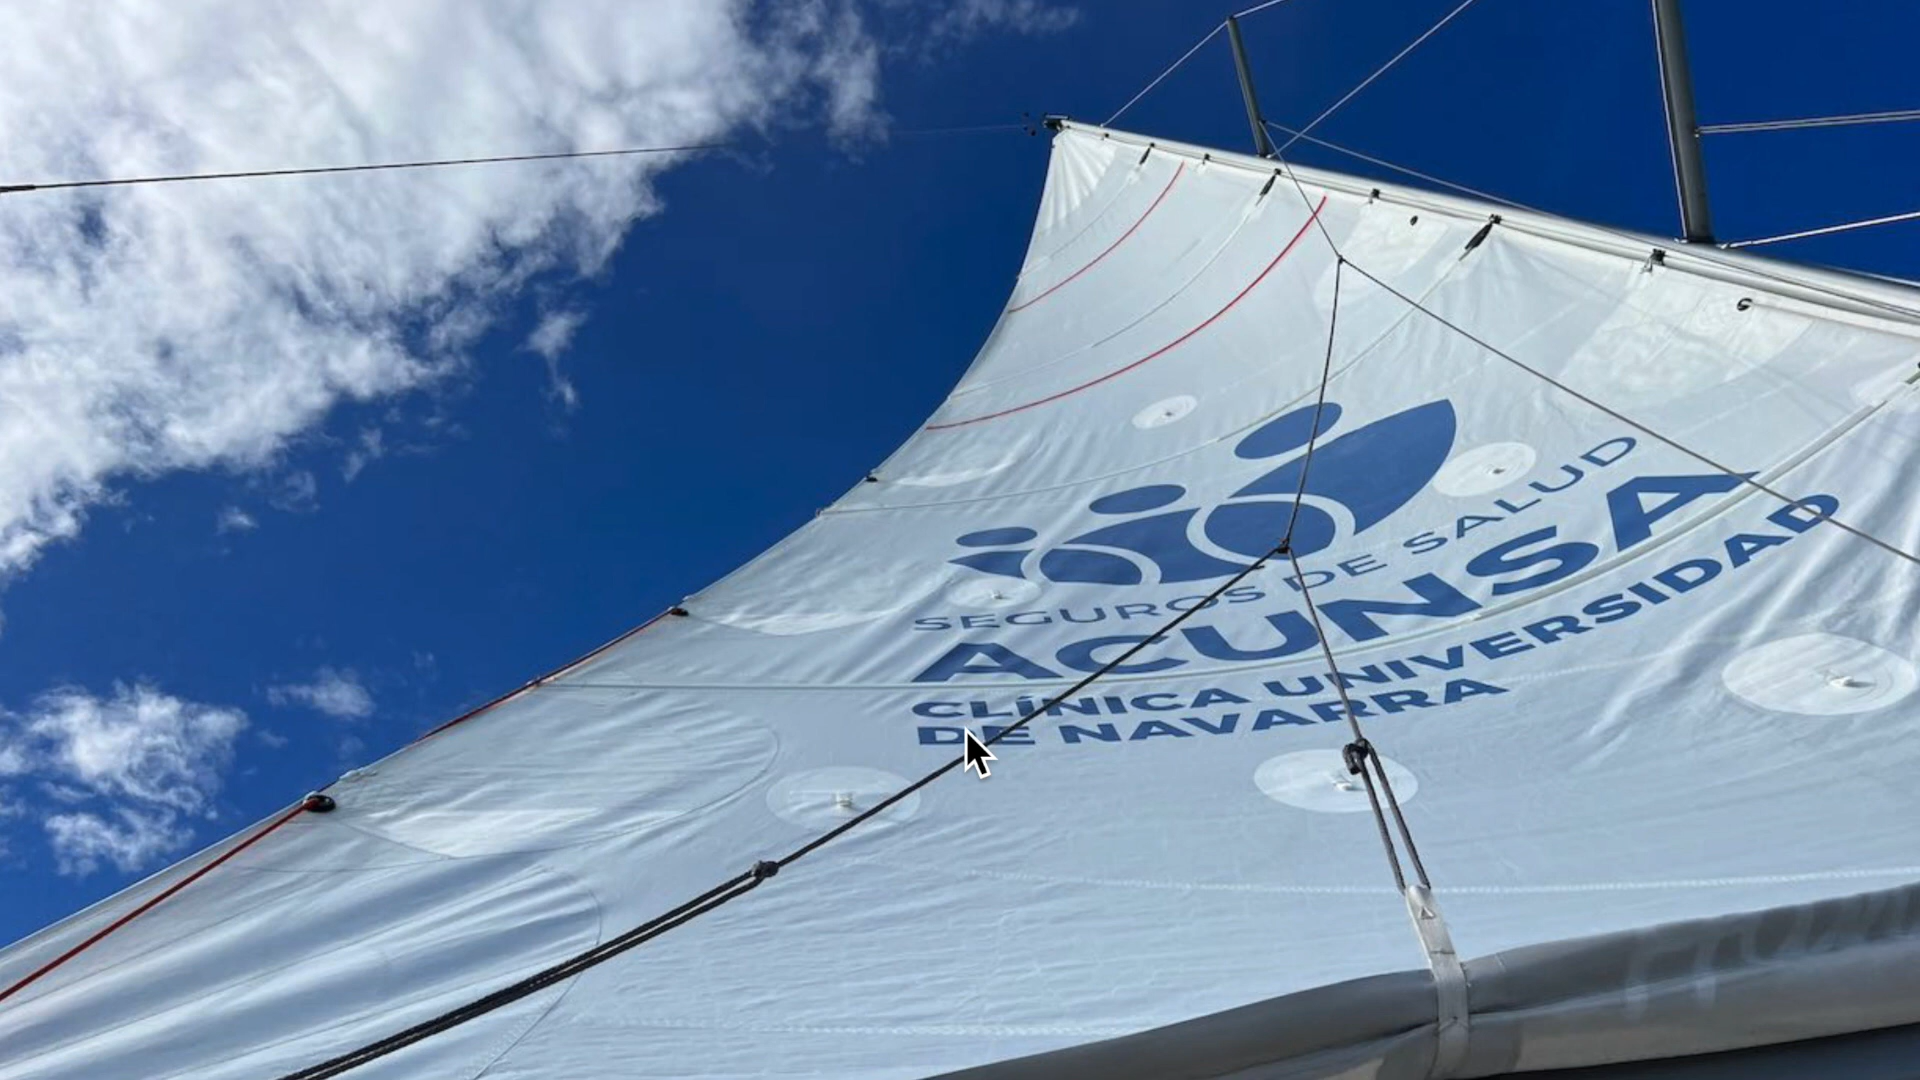 SEGUROS DE SALUD
ACUNSA
CLÍNICA UNIVERSIDAD
DE NAVARRA